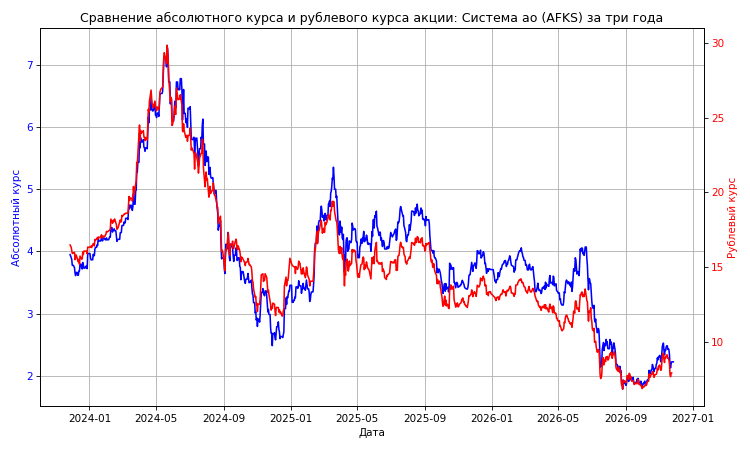 Сравнение абсолютного курса и рублевого курса акции: Система ао (AFKS) за три года
Абсолютный курс
7
6
5
4
3
2
30
25
20
15
10
Рублевый курс
2024-01 2024-05 2024-09 2025-01 2025-05 2025-09 2026-01 2026-05 2026-09 2027-01
Дата